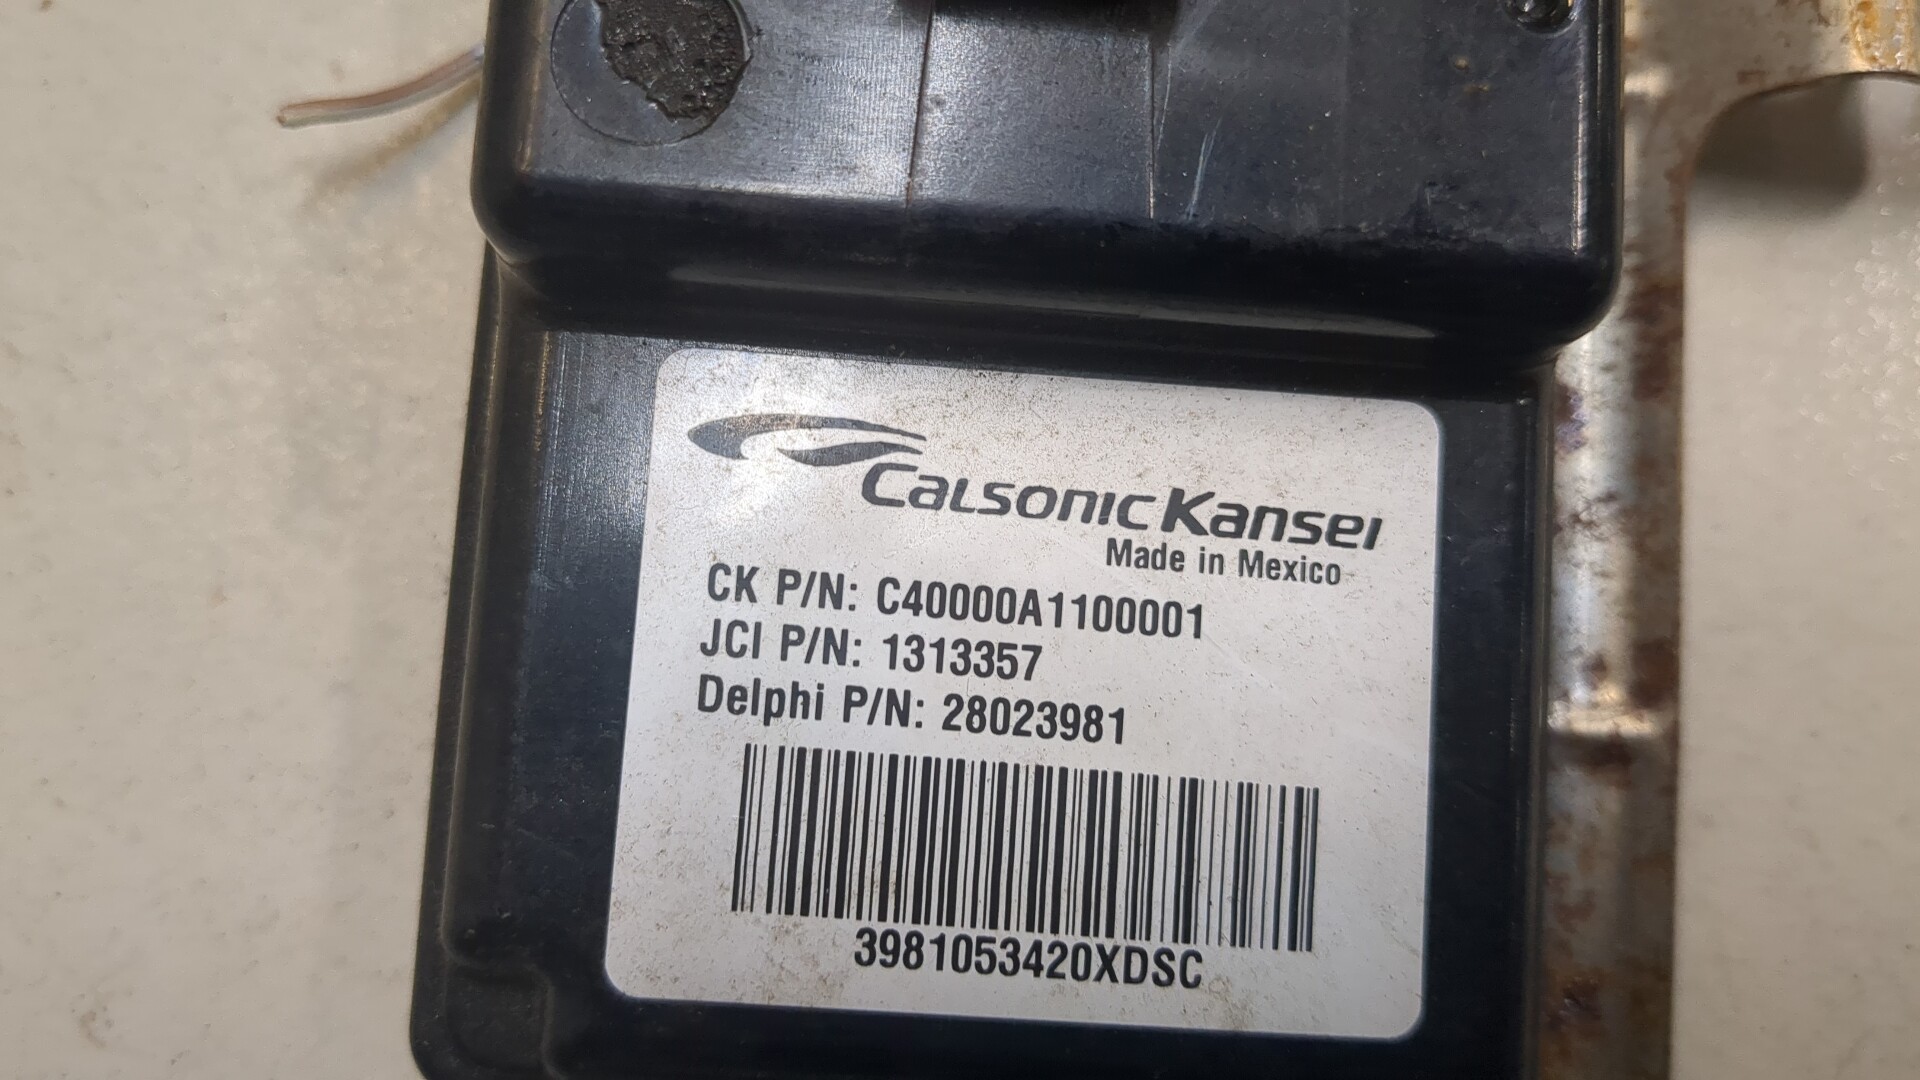 CalsonicKansei
Made in Mexico
CK P/N: C40000A1100001
JCI P/N: 1313357
Delphi P/N: 28023981
3981053420XDSC